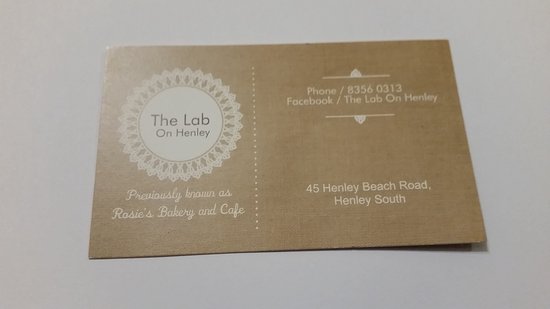 The Lab
On Henley
Previously known as
Rosie's Bakery and Cafe
Phone / 8356 0313
Facebook / The Lab On Henley
45 Henley Beach Road,
Henley South